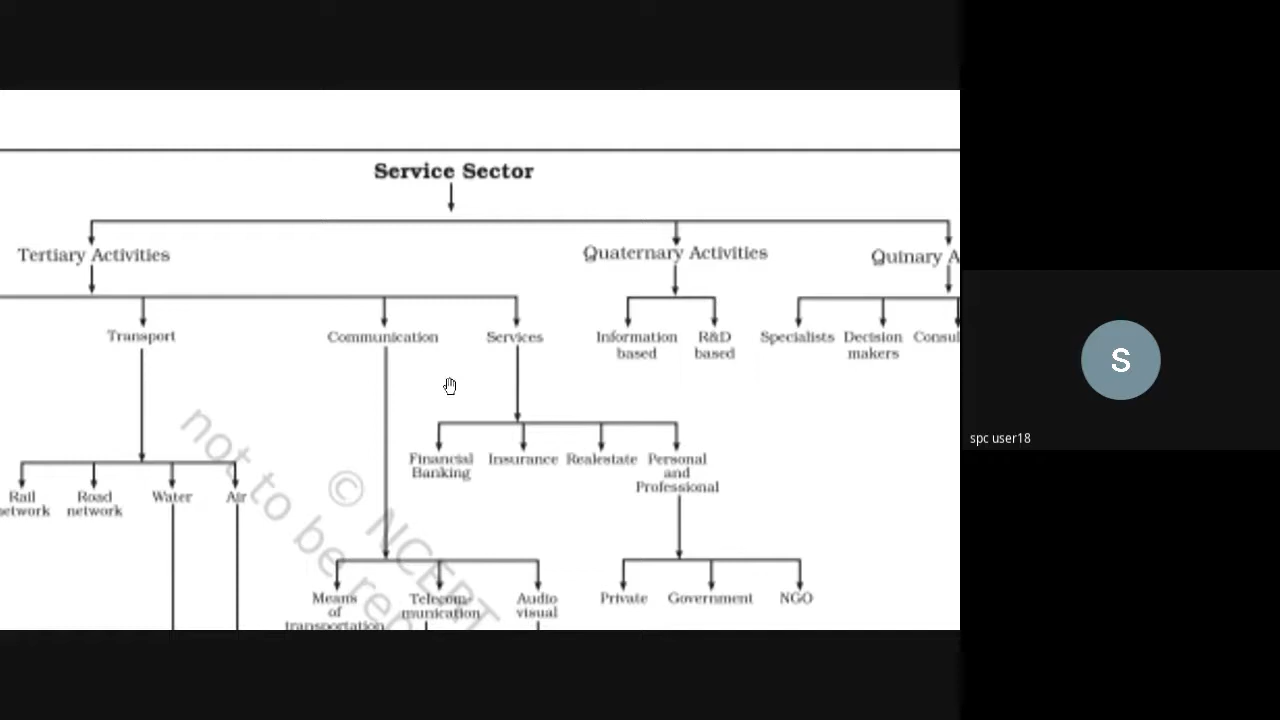 Service Sector
Tertiary Activities
Quaternary Activities
Quinary A
Transport
Communication
Services
Information
based
R&D
based
Specialists
Decision
makers
Consul
Financial
Banking
Insurance
Realestate
Personal
and
Professional
Rail
network
Road
network
Water
Air
Means
of
transportation
Telecom-
munication
Audio
visual
Private
Government
NGO
© NCERT
not to be rep
S
spc user18